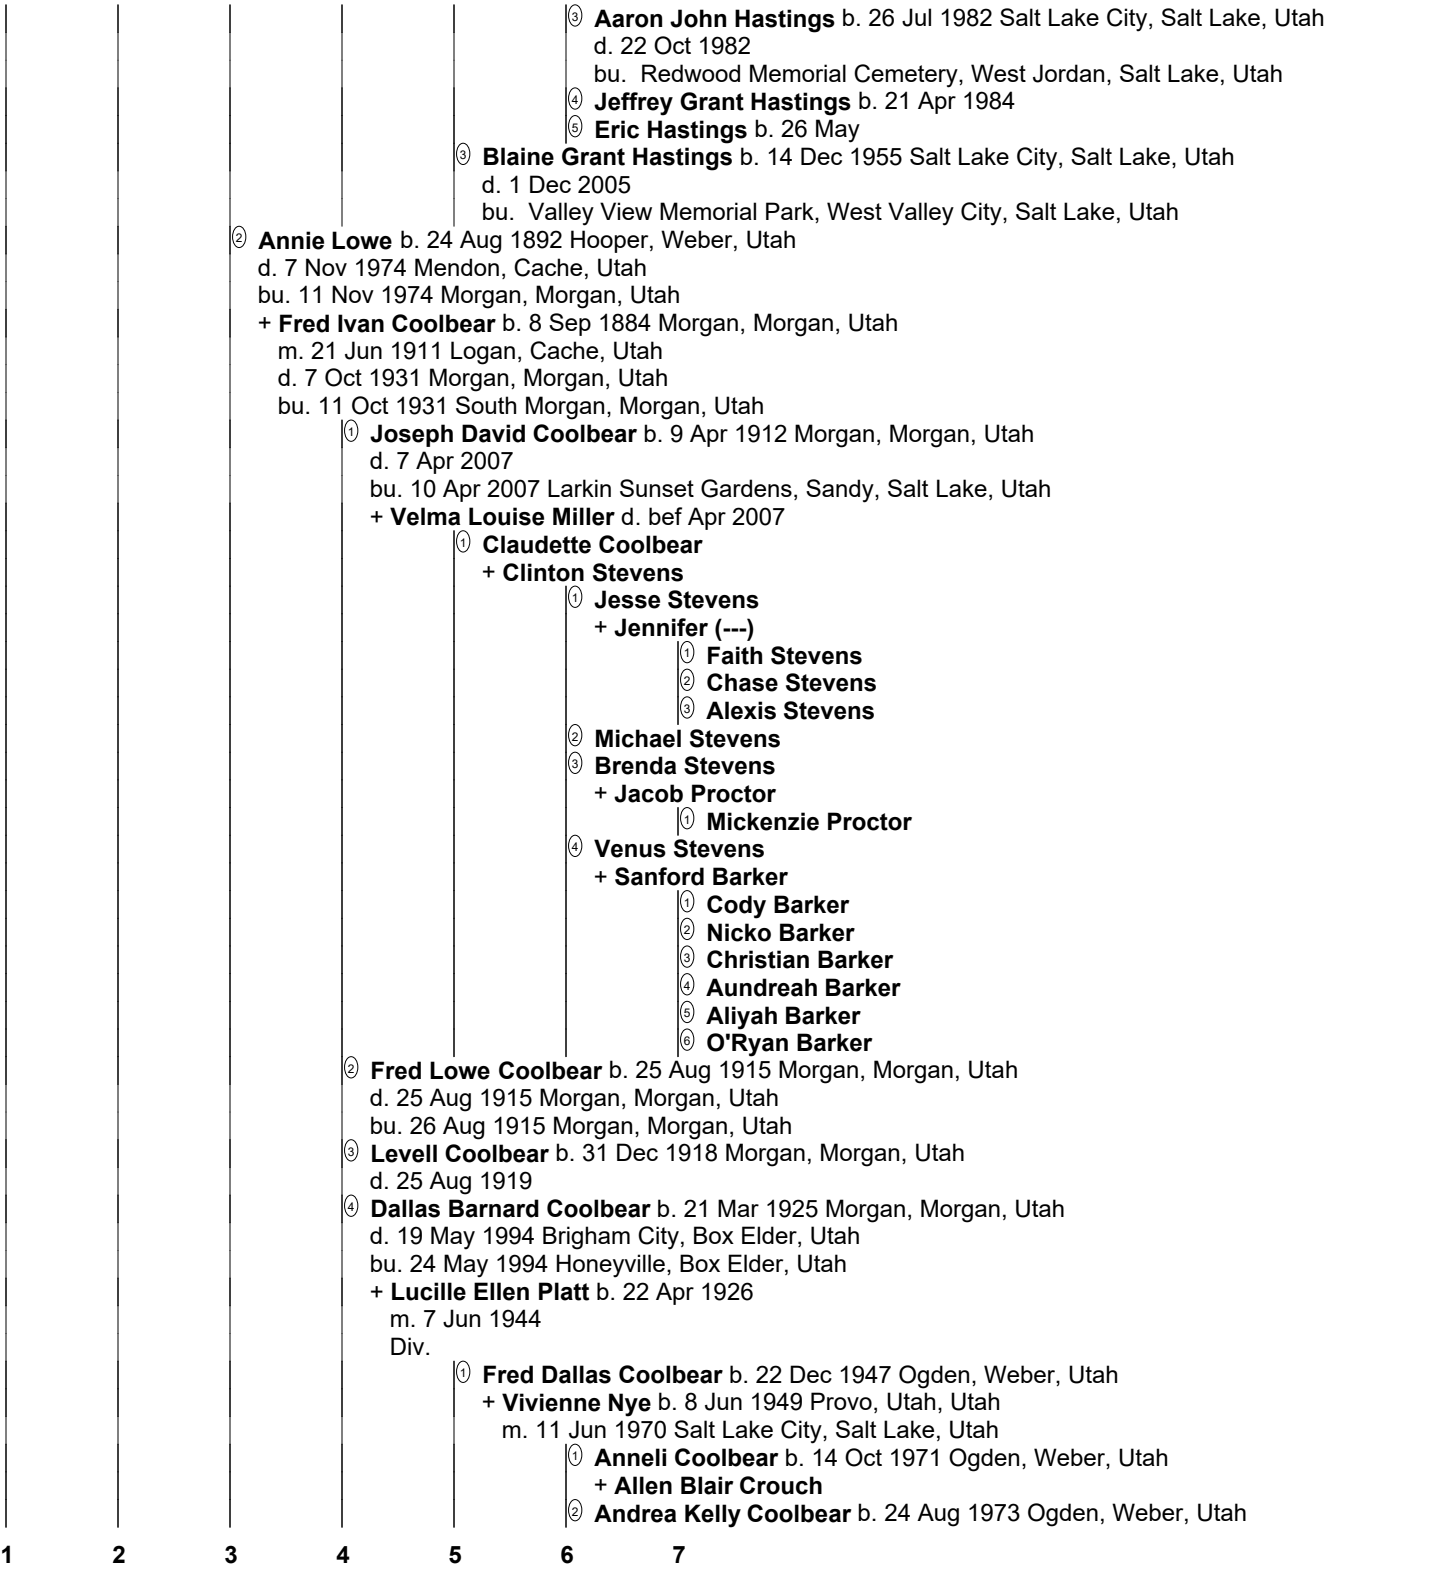 ③ Aaron John Hastings b. 26 Jul 1982 Salt Lake City, Salt Lake, Utah
d. 22 Oct 1982
bu. Redwood Memorial Cemetery, West Jordan, Salt Lake, Utah
④ Jeffrey Grant Hastings b. 21 Apr 1984
⑤ Eric Hastings b. 26 May
③ Blaine Grant Hastings b. 14 Dec 1955 Salt Lake City, Salt Lake, Utah
d. 1 Dec 2005
bu. Valley View Memorial Park, West Valley City, Salt Lake, Utah
② Annie Lowe b. 24 Aug 1892 Hooper, Weber, Utah
d. 7 Nov 1974 Mendon, Cache, Utah
bu. 11 Nov 1974 Morgan, Morgan, Utah
+ Fred Ivan Coolbear b. 8 Sep 1884 Morgan, Morgan, Utah
m. 21 Jun 1911 Logan, Cache, Utah
d. 7 Oct 1931 Morgan, Morgan, Utah
bu. 11 Oct 1931 South Morgan, Morgan, Utah
① Joseph David Coolbear b. 9 Apr 1912 Morgan, Morgan, Utah
d. 7 Apr 2007
bu. 10 Apr 2007 Larkin Sunset Gardens, Sandy, Salt Lake, Utah
+ Velma Louise Miller d. bef Apr 2007
① Claudette Coolbear
+ Clinton Stevens
① Jesse Stevens
+ Jennifer (---)
① Faith Stevens
② Chase Stevens
③ Alexis Stevens
② Michael Stevens
③ Brenda Stevens
+ Jacob Proctor
① Mickenzie Proctor
④ Venus Stevens
+ Sanford Barker
① Cody Barker
② Nicko Barker
③ Christian Barker
④ Aundreah Barker
⑤ Aliyah Barker
⑥ O'Ryan Barker
② Fred Lowe Coolbear b. 25 Aug 1915 Morgan, Morgan, Utah
d. 25 Aug 1915 Morgan, Morgan, Utah
bu. 26 Aug 1915 Morgan, Morgan, Utah
③ Levell Coolbear b. 31 Dec 1918 Morgan, Morgan, Utah
d. 25 Aug 1919
④ Dallas Barnard Coolbear b. 21 Mar 1925 Morgan, Morgan, Utah
d. 19 May 1994 Brigham City, Box Elder, Utah
bu. 24 May 1994 Honeyville, Box Elder, Utah
+ Lucille Ellen Platt b. 22 Apr 1926
m. 7 Jun 1944
Div.
① Fred Dallas Coolbear b. 22 Dec 1947 Ogden, Weber, Utah
+ Vivienne Nye b. 8 Jun 1949 Provo, Utah, Utah
m. 11 Jun 1970 Salt Lake City, Salt Lake, Utah
① Anneli Coolbear b. 14 Oct 1971 Ogden, Weber, Utah
+ Allen Blair Crouch
② Andrea Kelly Coolbear b. 24 Aug 1973 Ogden, Weber, Utah
1 2 3 4 5 6 7